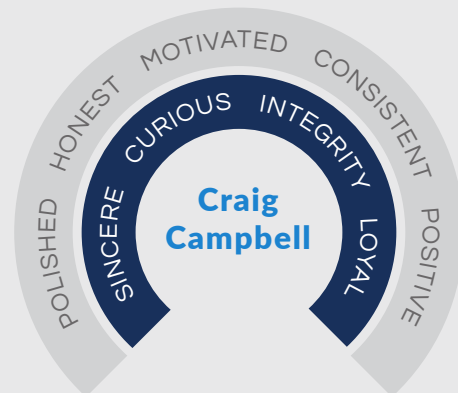 POLISHED HONEST MOTIVATED CONSISTENT POSITIVE
SINCERE CURIOUS INTEGRITY LOYAL
Craig
Campbell